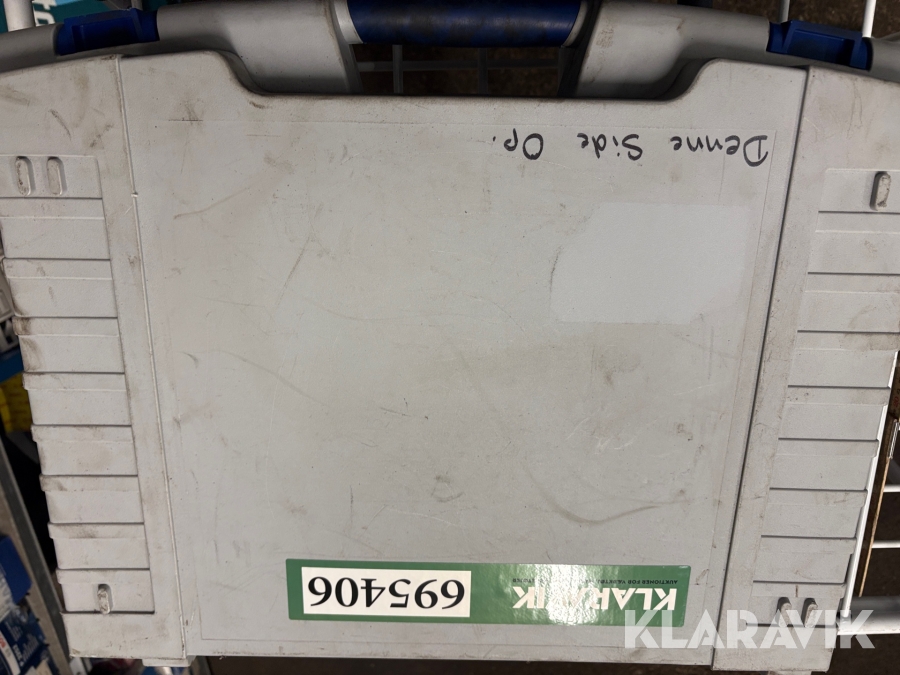 Denne Side Op.
KLARAVIK
695406
KLARAVIK